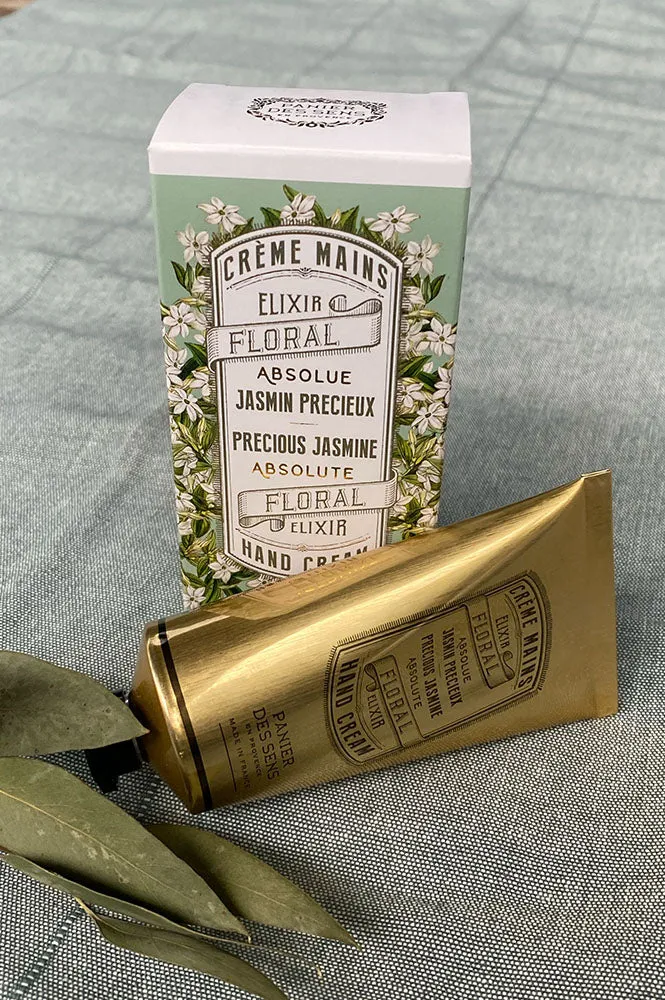 PANIER
DES SENS
EN PROVENCE
CRÈME MAINS
ELIXIR
FLORAL
ABSOLUE
JASMIN PRECIEUX
PRECIOUS JASMINE
ABSOLUTE
FLORAL
ELIXIR
HAND CREAM
CRÈME MAINS
ELIXIR
FLORAL
ABSOLUE
JASMIN PRECIEUX
PRECIOUS JASMINE
ABSOLUTE
FLORAL
ELIXIR
HAND CREAM
PANIER
DES SENS
EN PROVENCE
MADE IN FRANCE